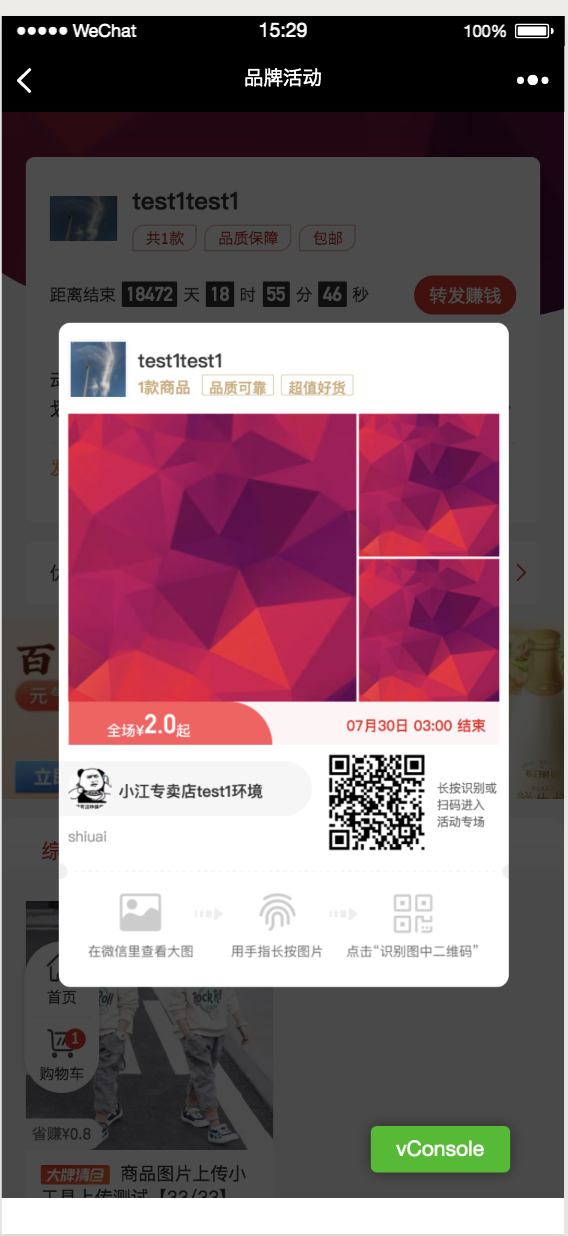 ●●●●● WeChat 15:29 100%
品牌活动
test1test1
共1款 品质保障 包邮
距离结束 18472 天 18 时 55 分 46 秒 转发赚钱
test1test1
1款商品 品质可靠 超值好货
全场¥2.0起 07月30日 03:00 结束
小江专卖店test1环境
shiuai
长按识别或
扫码进入
活动专场
在微信里查看大图 用手指长按图片 点击“识别图中二维码”
百
元
立
综
首页
1
购物车
省赚¥0.8
大牌清仓 商品图片上传小
工具上传测试【33/33】
vConsole